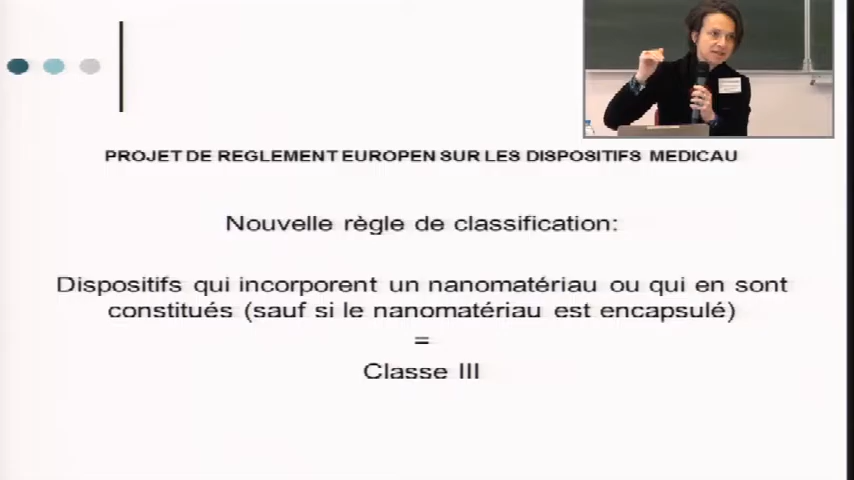 PROJET DE REGLEMENT EUROPEN SUR LES DISPOSITIFS MEDICAU
Nouvelle règle de classification:
Dispositifs qui incorporent un nanomatériau ou qui en sont
constitués (sauf si le nanomatériau est encapsulé)
=
Classe III